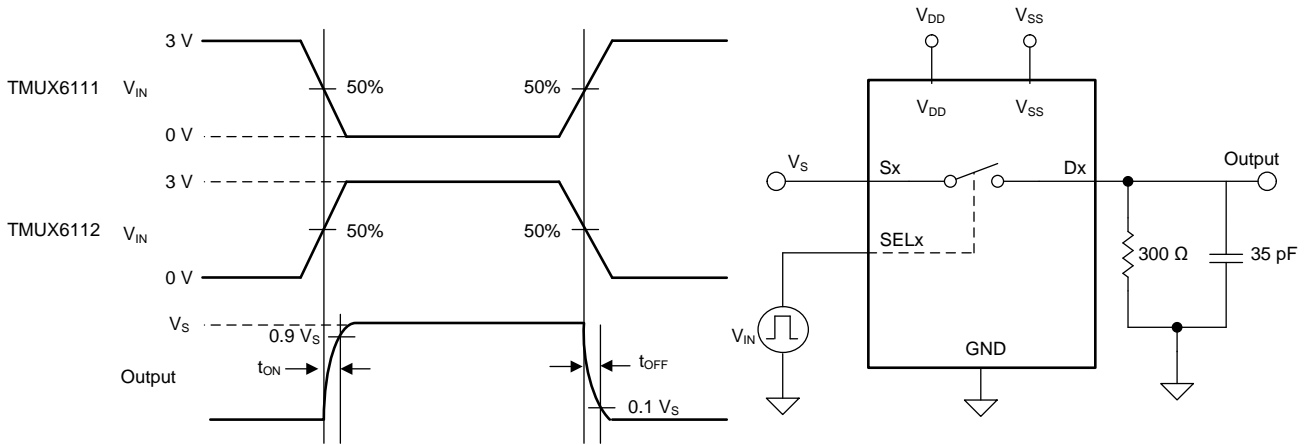 3 V
TMUX6111 V_IN 50% 50%
0 V
3 V
TMUX6112 V_IN 50% 50%
0 V
V_S
0.9 V_S
t_ON t_OFF
Output
0.1 V_S
V_DD V_SS
V_DD V_SS
V_S Sx Dx Output
SELx
300 Ω 35 pF
V_IN
GND